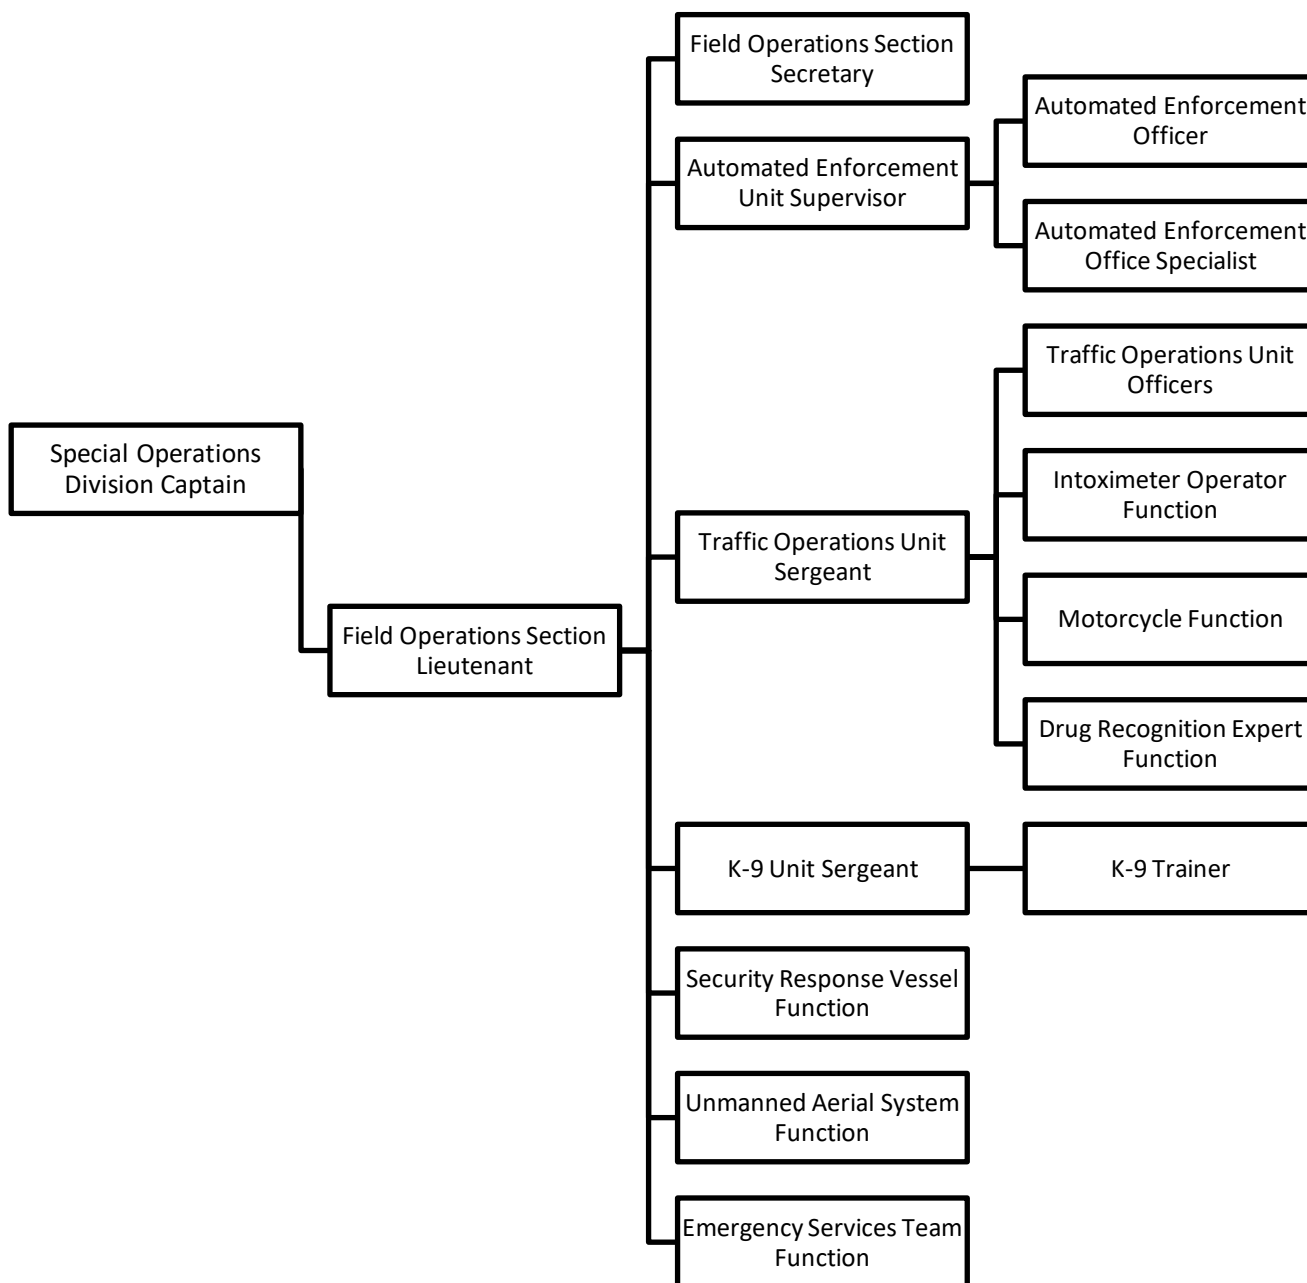 Field Operations Section
Secretary
Automated Enforcement
Officer
Automated Enforcement
Unit Supervisor
Automated Enforcement
Office Specialist
Traffic Operations Unit
Officers
Special Operations
Division Captain
Intoximeter Operator
Function
Traffic Operations Unit
Sergeant
Motorcycle Function
Field Operations Section
Lieutenant
Drug Recognition Expert
Function
K-9 Unit Sergeant
K-9 Trainer
Security Response Vessel
Function
Unmanned Aerial System
Function
Emergency Services Team
Function